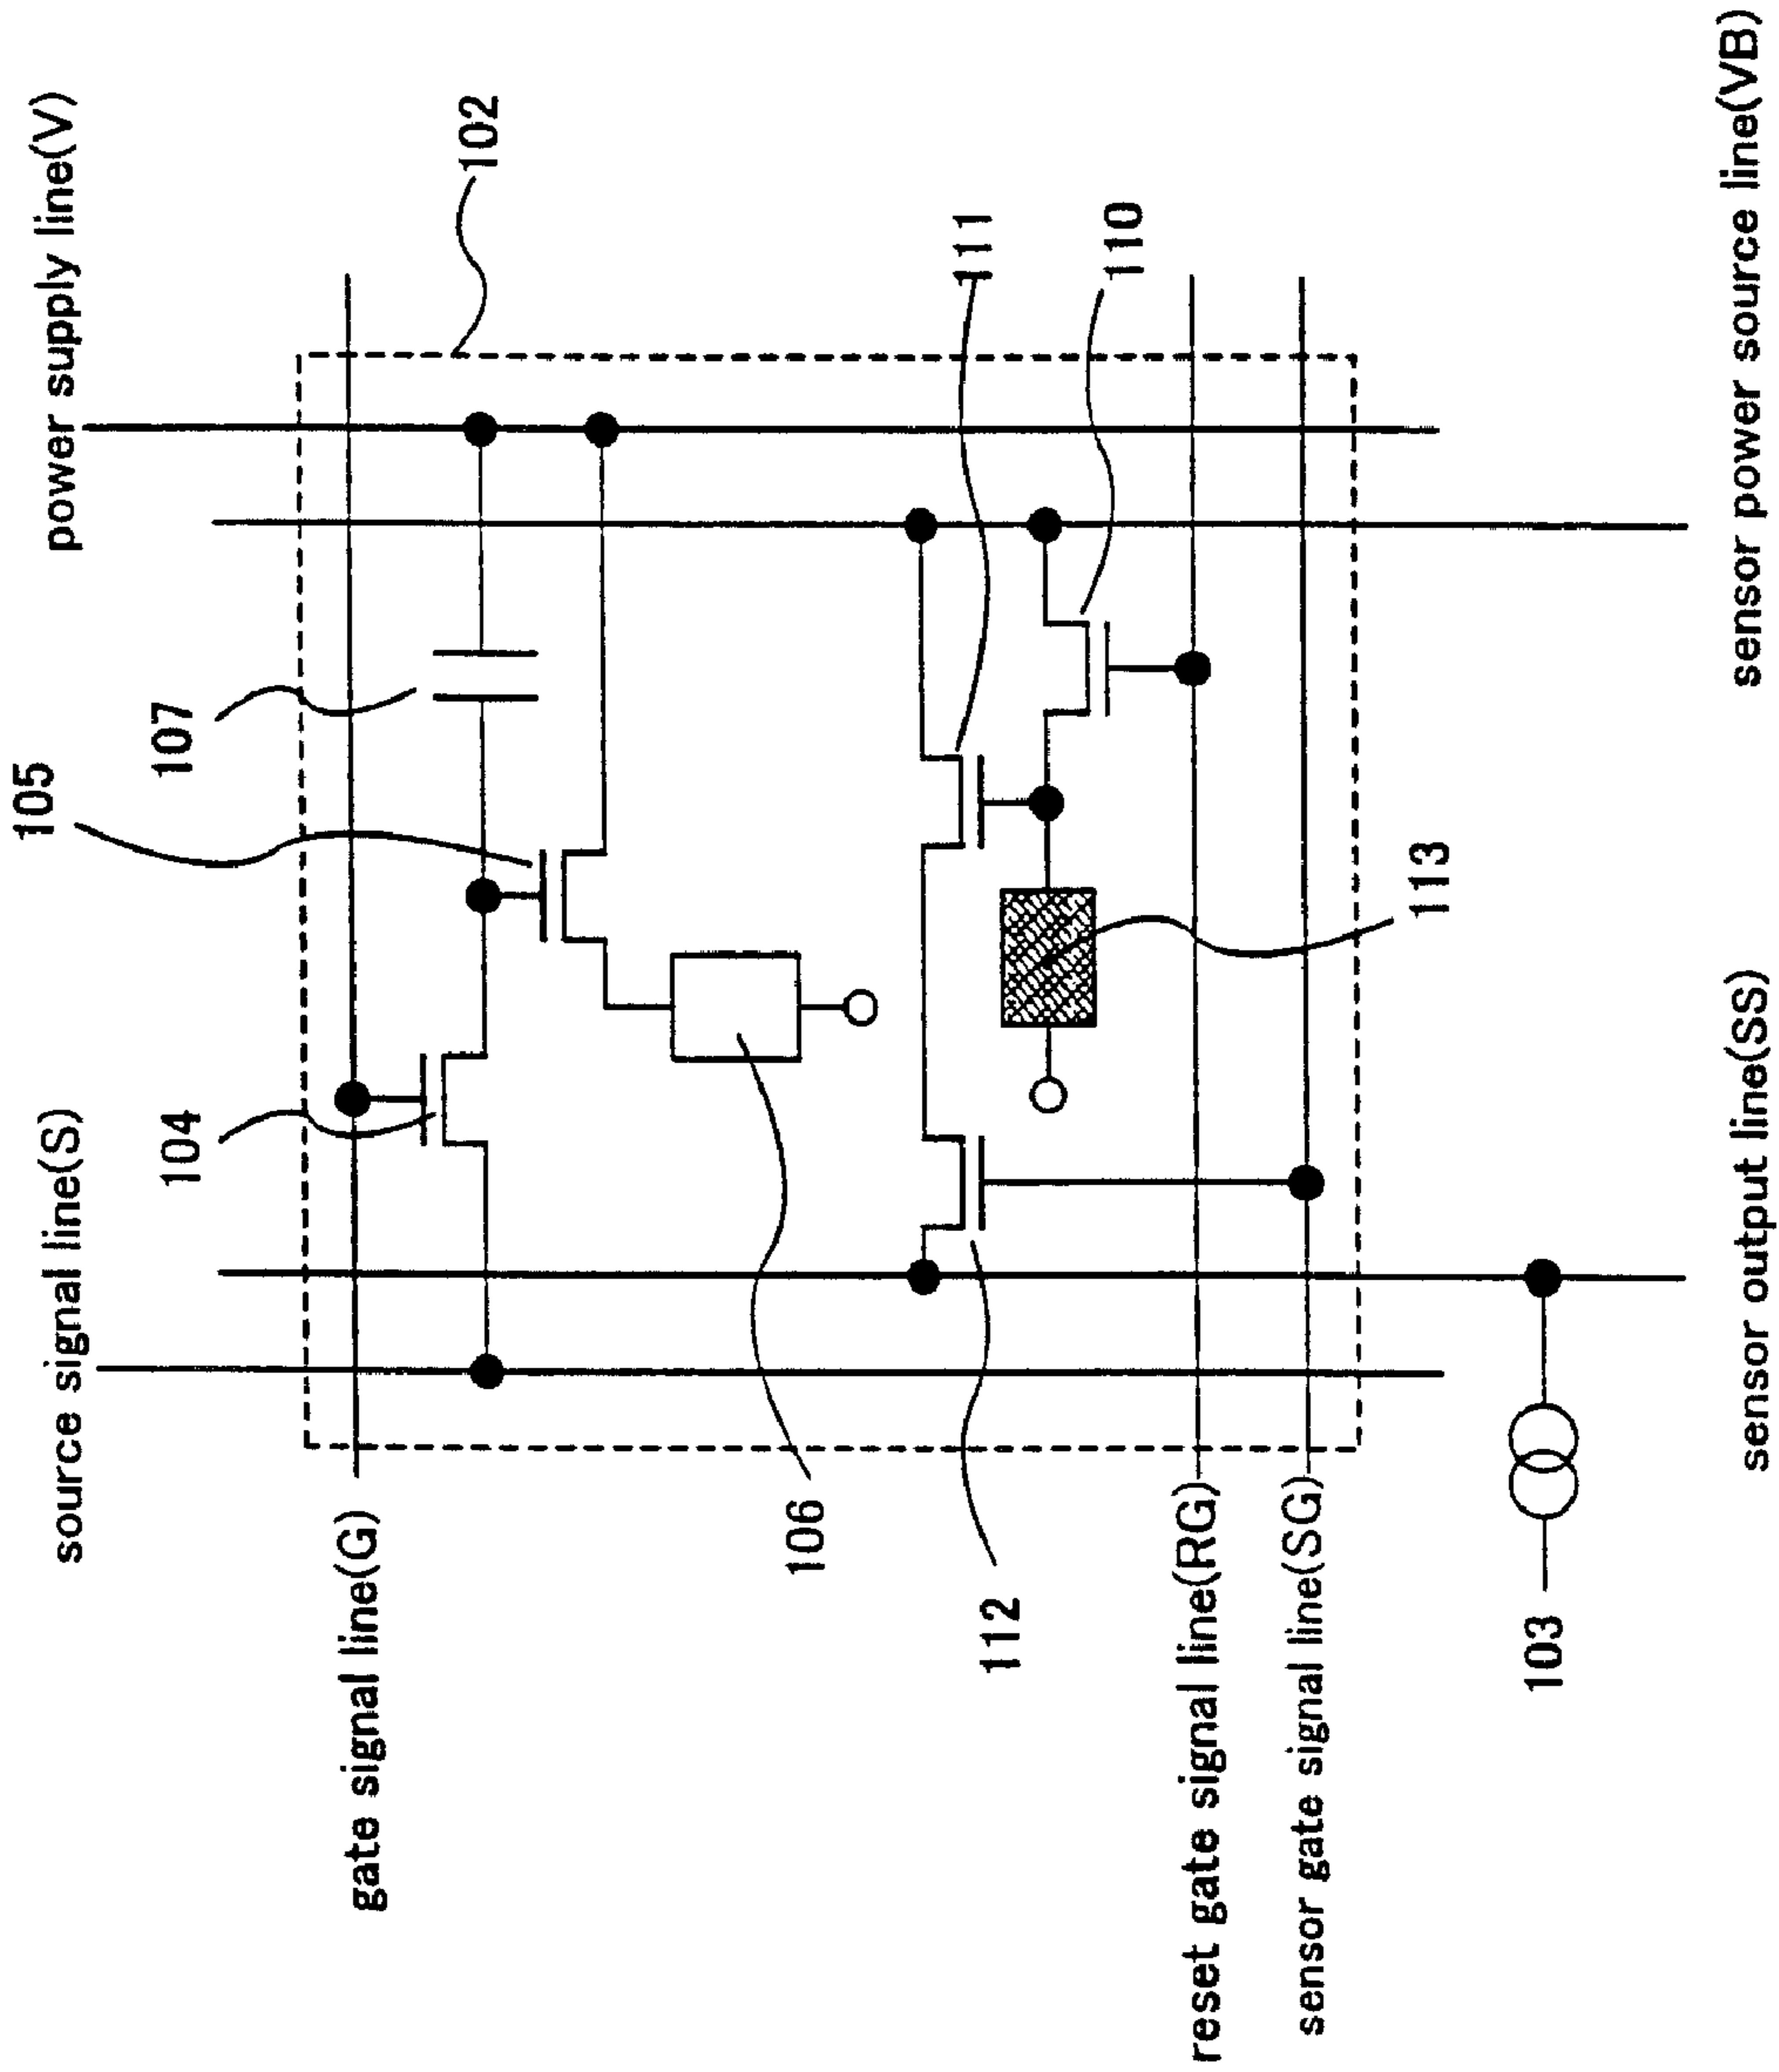 source signal line(S)
power supply line(V)
gate signal line(G)
104
105
107
102
106
111
110
112
113
reset gate signal line(RG)
sensor gate signal line(SG)
103
sensor output line(SS)
sensor power source line(VB)